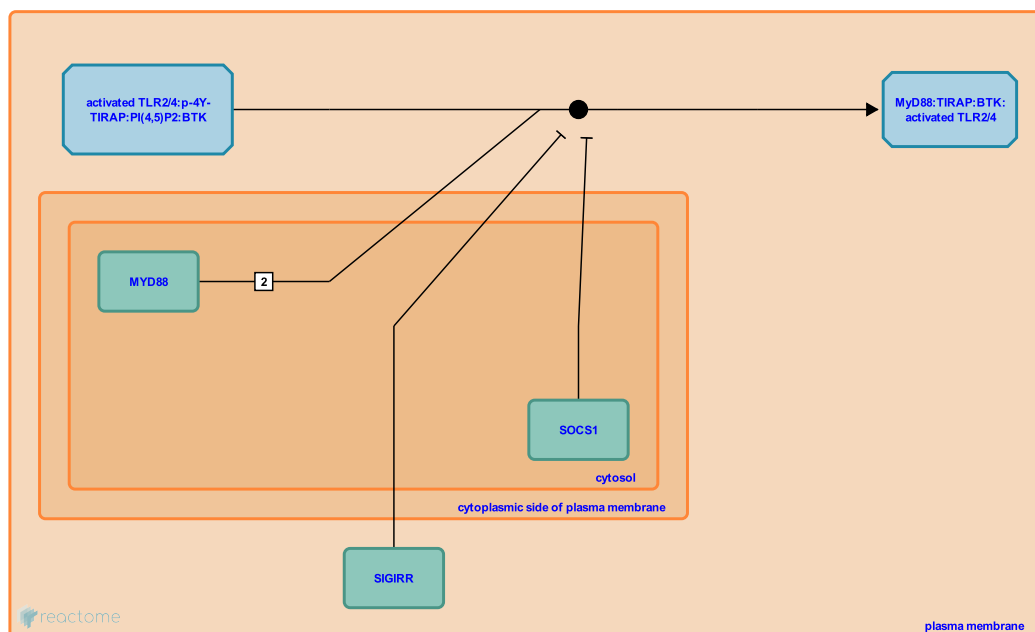 activated TLR2/4:p-4Y-
TIRAP:PI(4,5)P2:BTK
MyD88:TIRAP:BTK:
activated TLR2/4
MYD88
2
SOCS1
cytosol
cytoplasmic side of plasma membrane
SIGIRR
reactome
plasma membrane